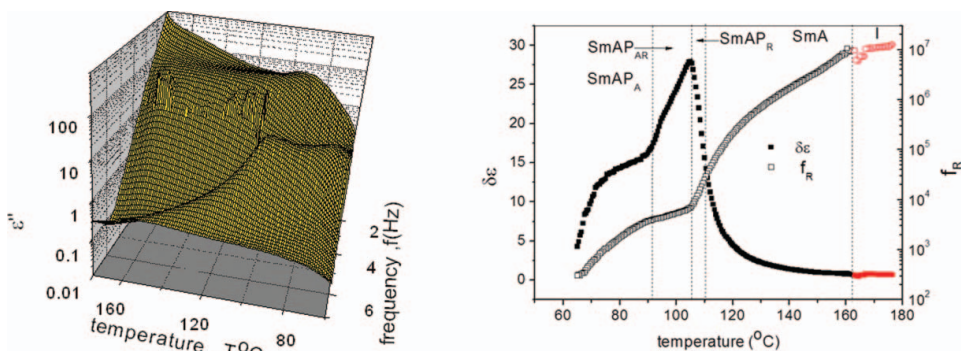 ε"
100
10
1
0.1
0.01
160
120
80
temperature
2
4
6
frequency ,f(Hz)
SmAP_AR
SmAP_A
SmAP_R
SmA
I
δε
f_R
30
25
20
15
10
5
0
δε
60
80
100
120
140
160
180
temperature (°C)
10^7
10^6
10^5
10^4
10^3
10^2
f_R